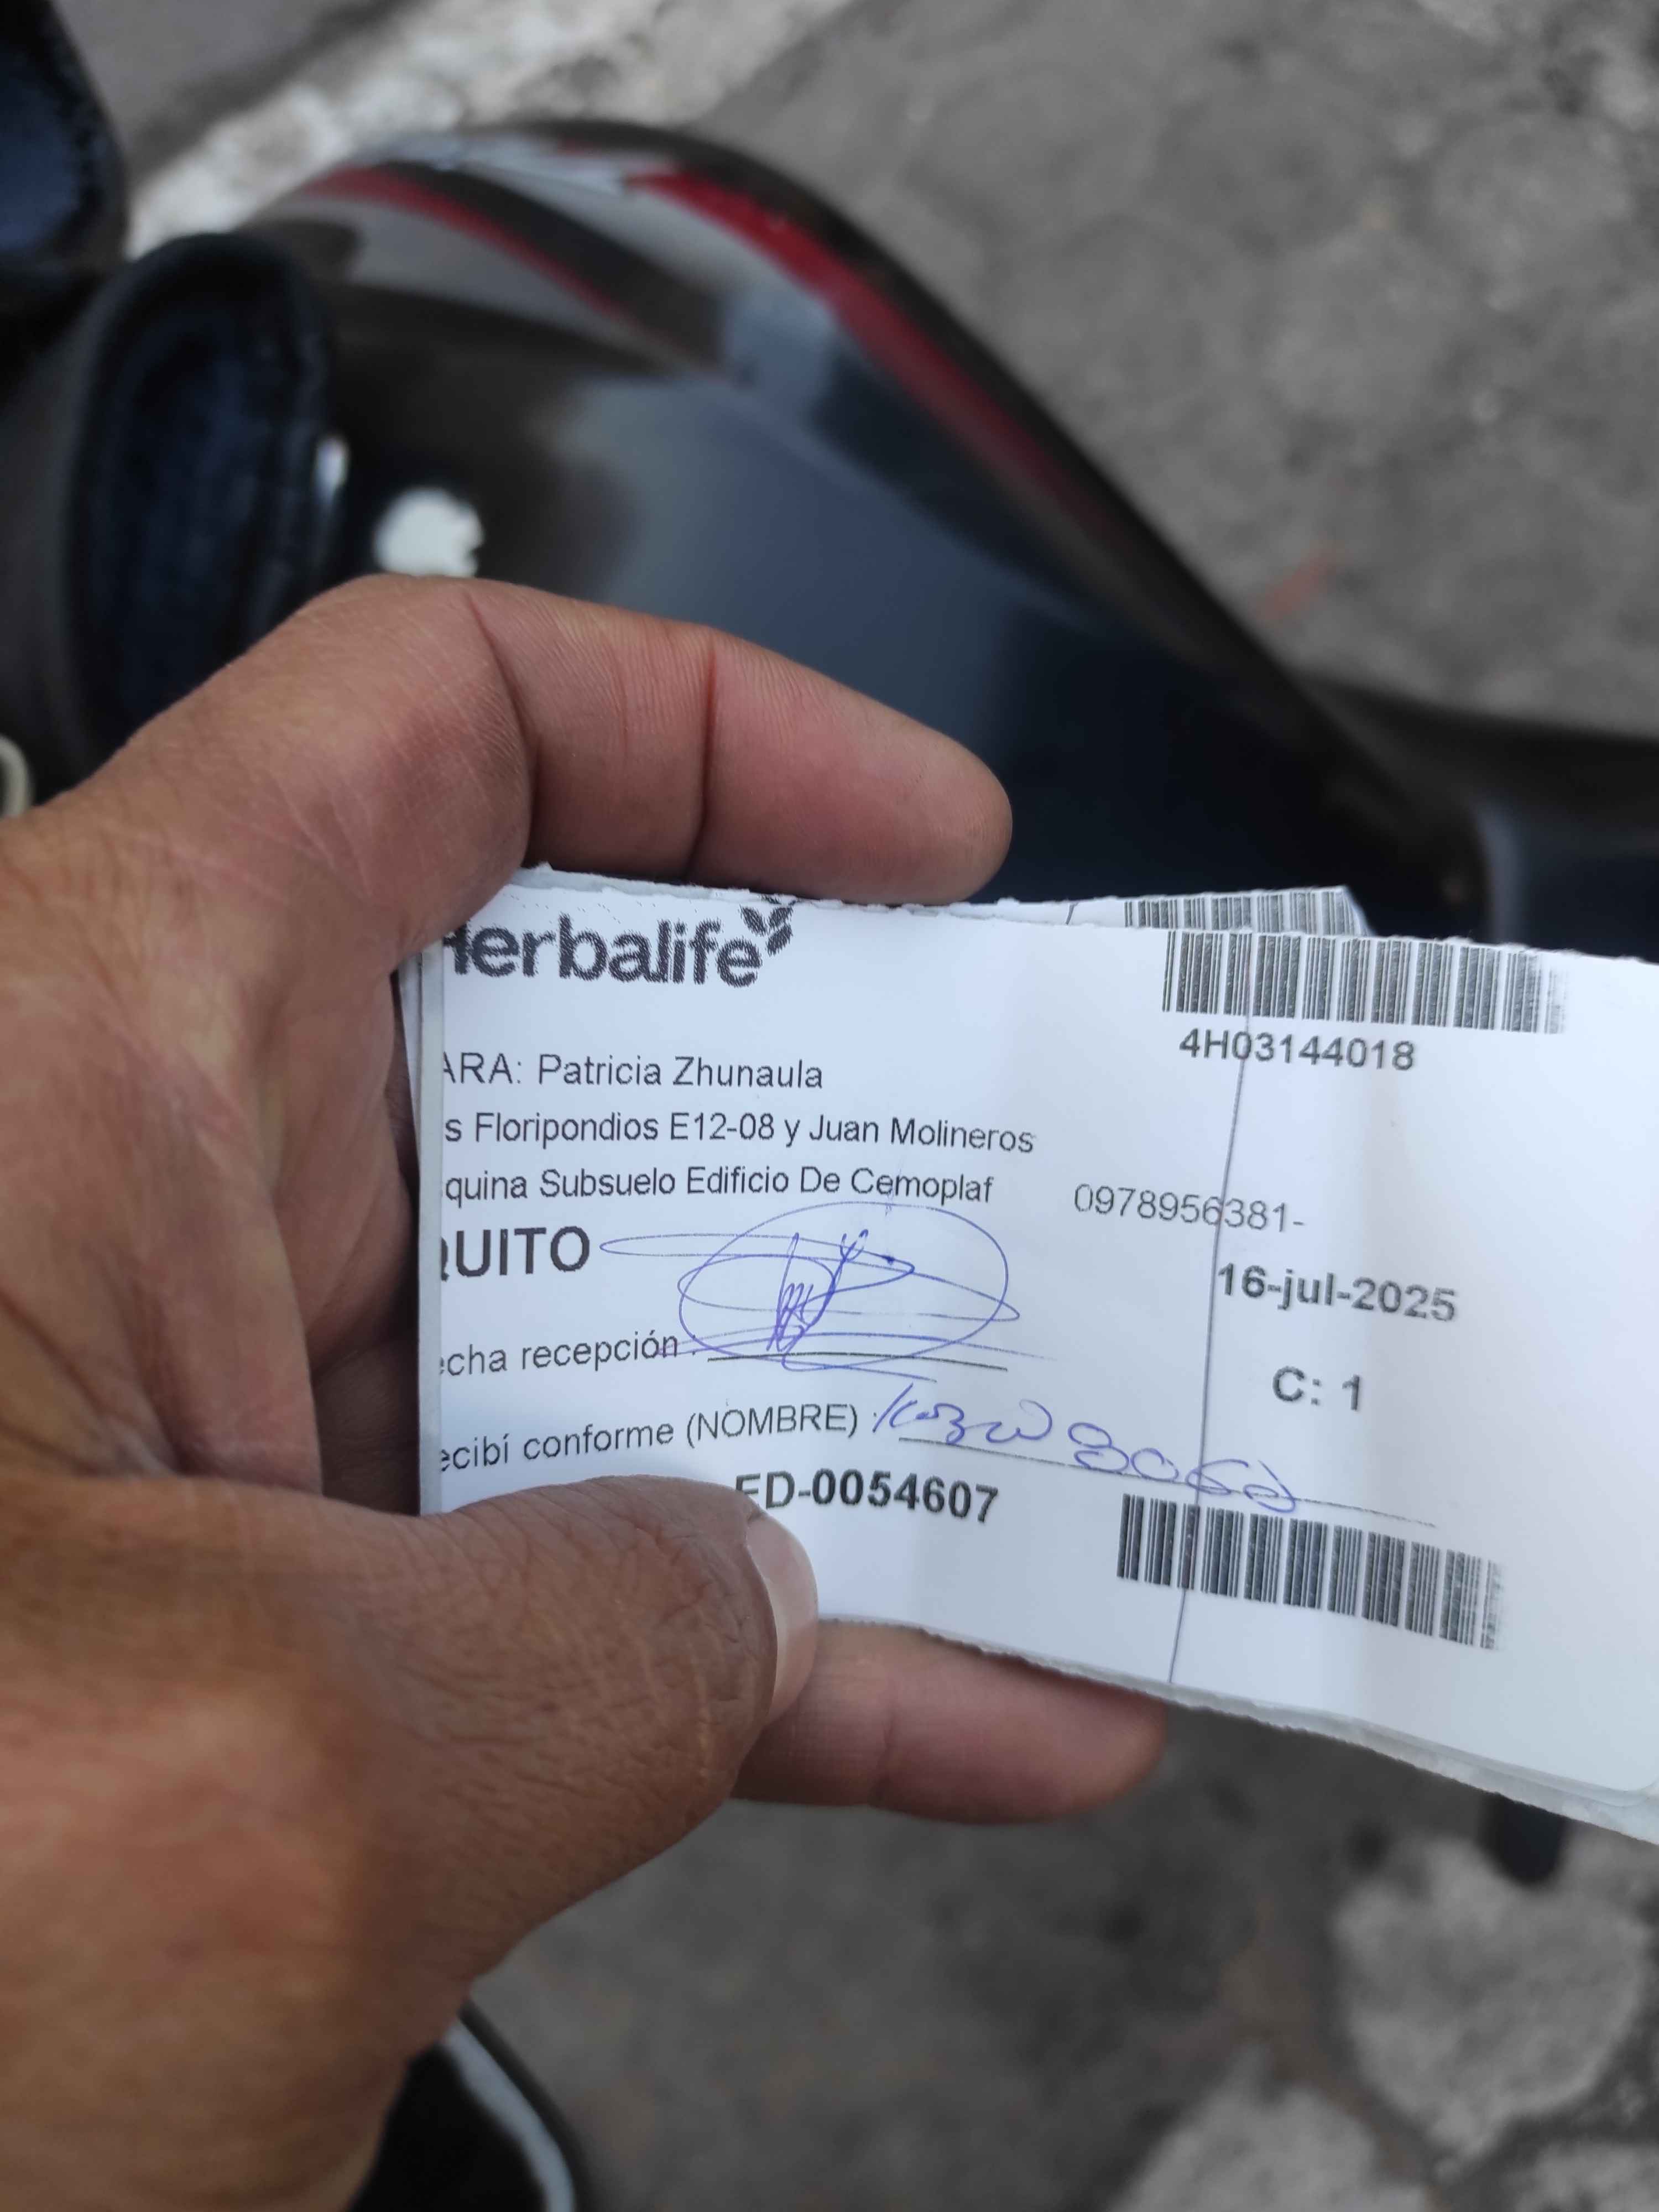 Herbalife
4H03144018
ARA: Patricia Zhunaula
s Floripondios E12-08 y Juan Molineros
quina Subsuelo Edificio De Cemoplaf
0978956381-
QUITO
16-jul-2025
echa recepción :
C: 1
ecibí conforme (NOMBRE) :
ED-0054607